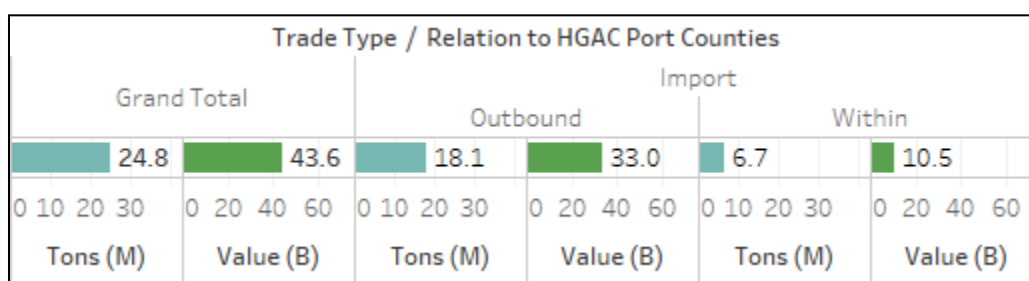 Trade Type / Relation to HGAC Port Counties
Import
Grand Total
Outbound Within
24.8 43.6 18.1 33.0 6.7 10.5
0 10 20 30 0 20 40 60 0 10 20 30 0 20 40 60 0 10 20 30 0 20 40 60
Tons (M) Value (B) Tons (M) Value (B) Tons (M) Value (B)